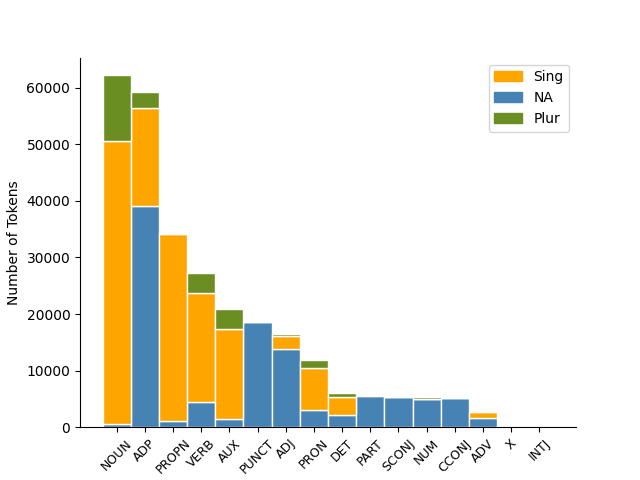 Sing
NA
Plur
Number of Tokens
60000
50000
40000
30000
20000
10000
0
NOUN
ADP
PROPN
VERB
AUX
PUNCT
ADJ
PRON
DET
PART
SCONJ
NUM
CCONJ
ADV
X
INTJ